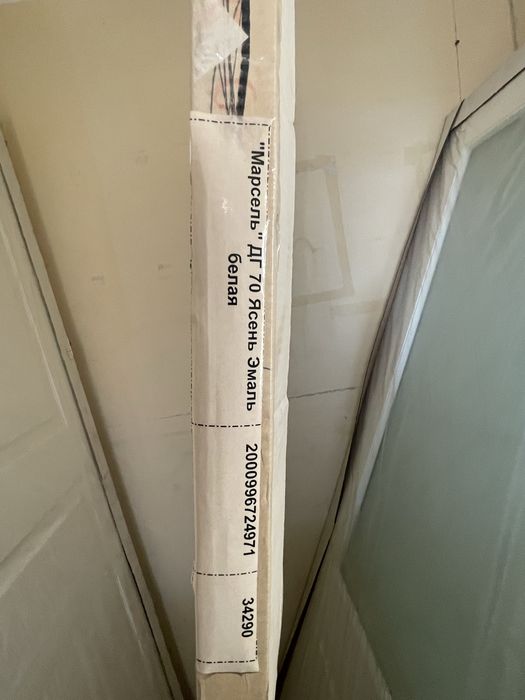 "Марсель" ДГ 70 Ясень Эмаль
белая
2000996724971
34290